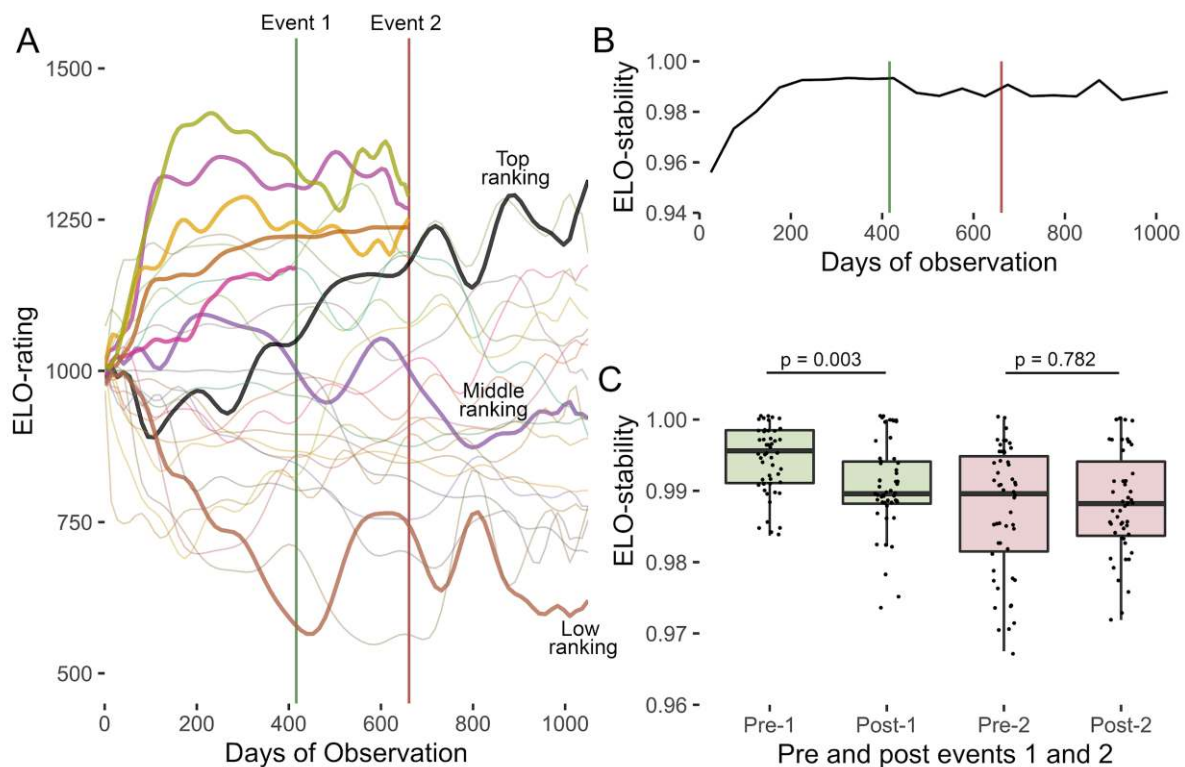 A
Event 1
Event 2
1500
1250
1000
750
500
ELO-rating
Top
ranking
Middle
ranking
Low
ranking
0
200
400
600
800
1000
Days of Observation
B
1.00
0.98
0.96
0.94
ELO-stability
0
200
400
600
800
1000
Days of observation
C
p = 0.003
p = 0.782
1.00
0.99
0.98
0.97
0.96
ELO-stability
Pre-1
Post-1
Pre-2
Post-2
Pre and post events 1 and 2